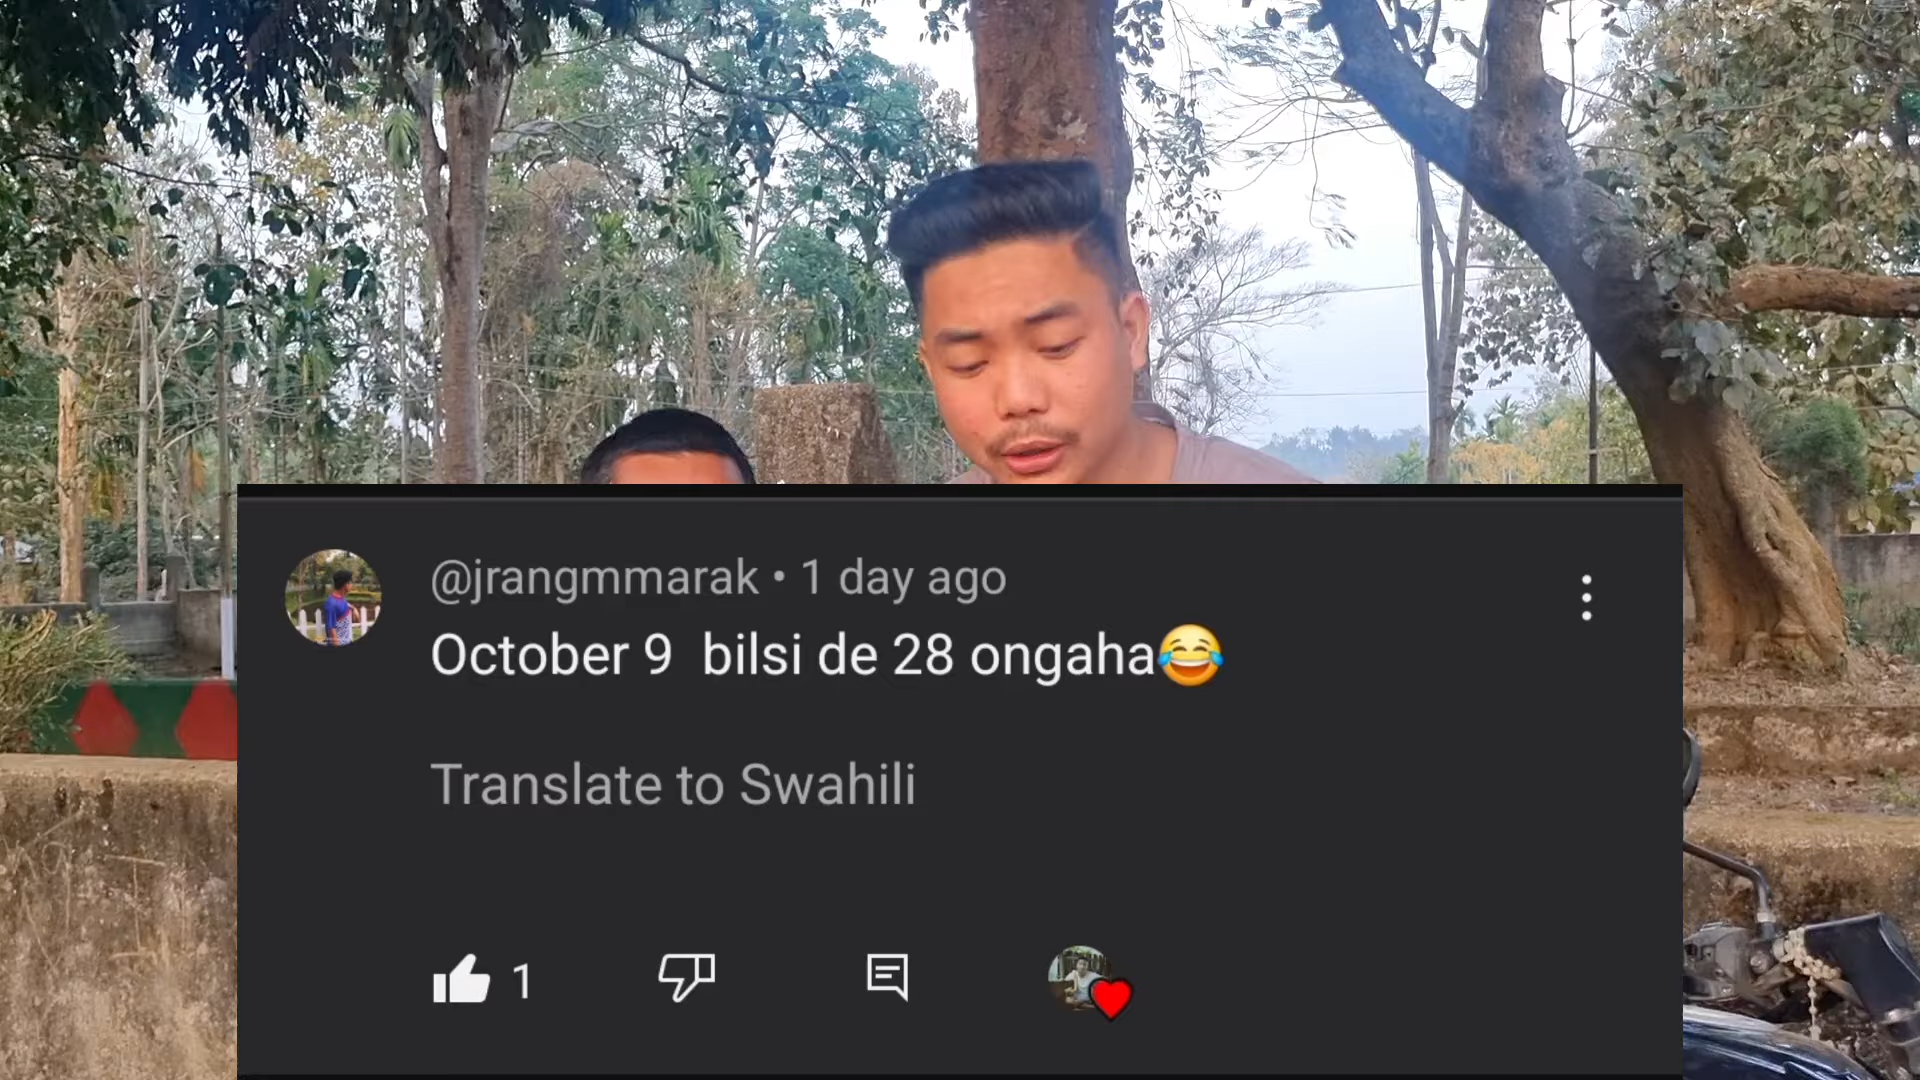 @jrangmmarak • 1 day ago
October 9  bilsi de 28 ongaha😂
Translate to Swahili
1